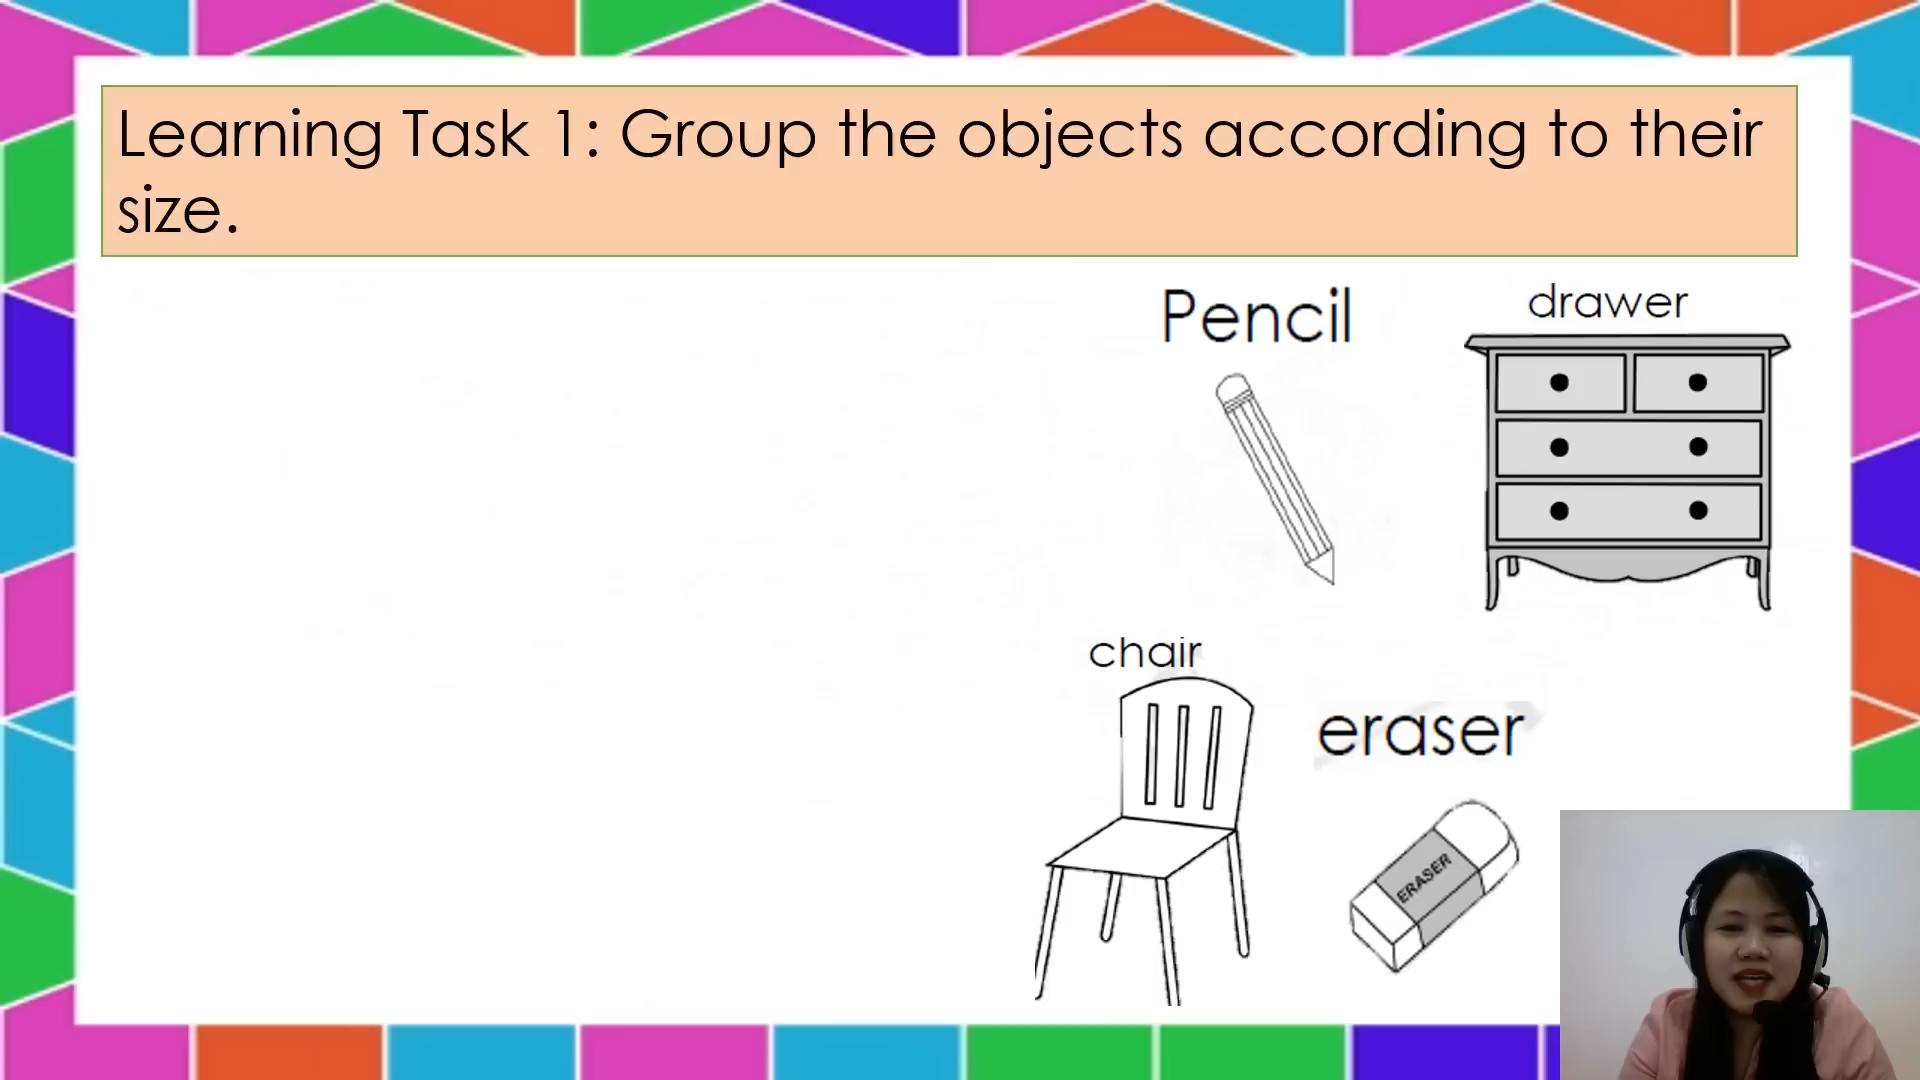 Learning Task 1: Group the objects according to their
size.
Pencil
drawer
chair
eraser
ERASER